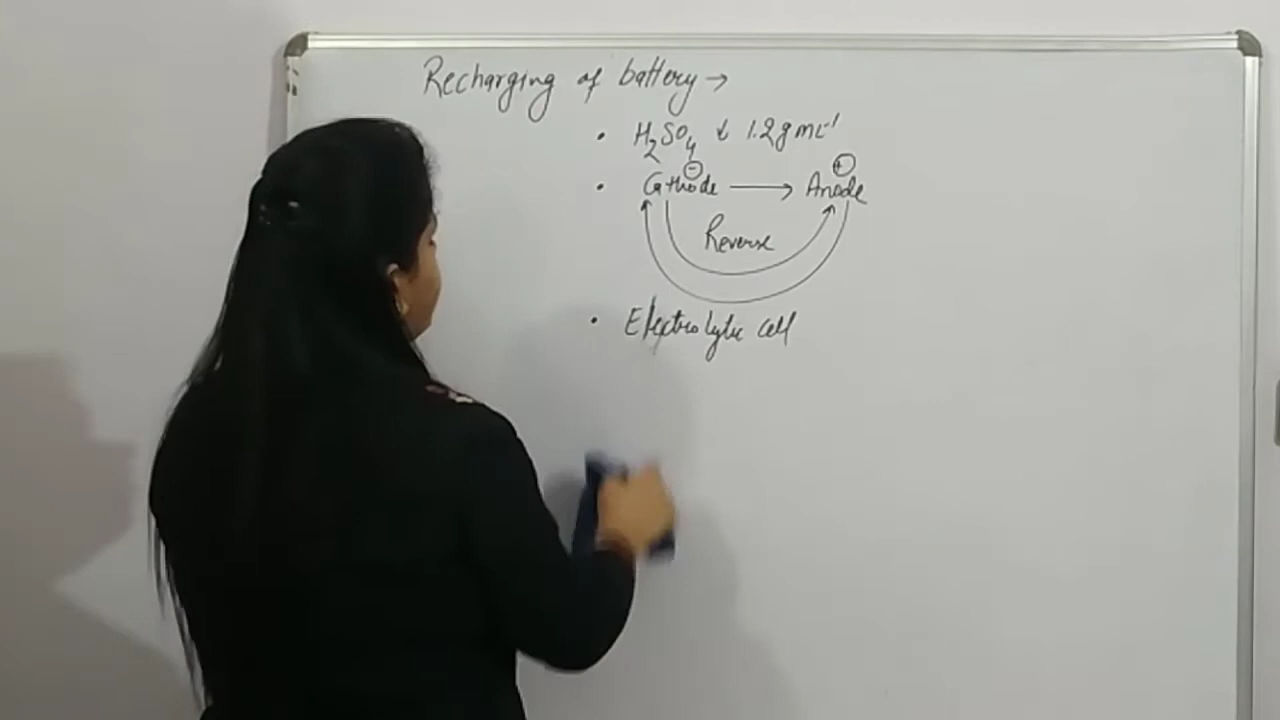 Recharging of battery →
• H₂SO₄ ↓ 1.2 g mL⁻¹
• Cathode ⊖ ⟶ Anode ⊕
Reverse
• Electrolytic cell